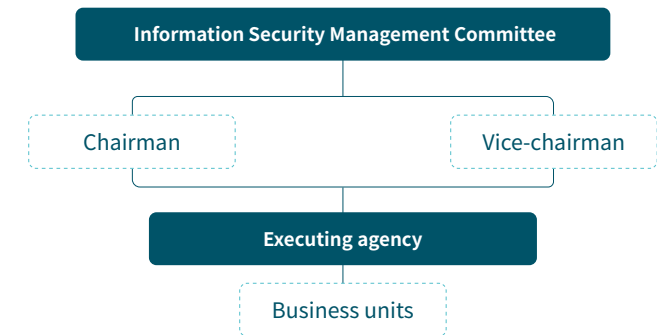 Information Security Management Committee
Chairman
Vice-chairman
Executing agency
Business units